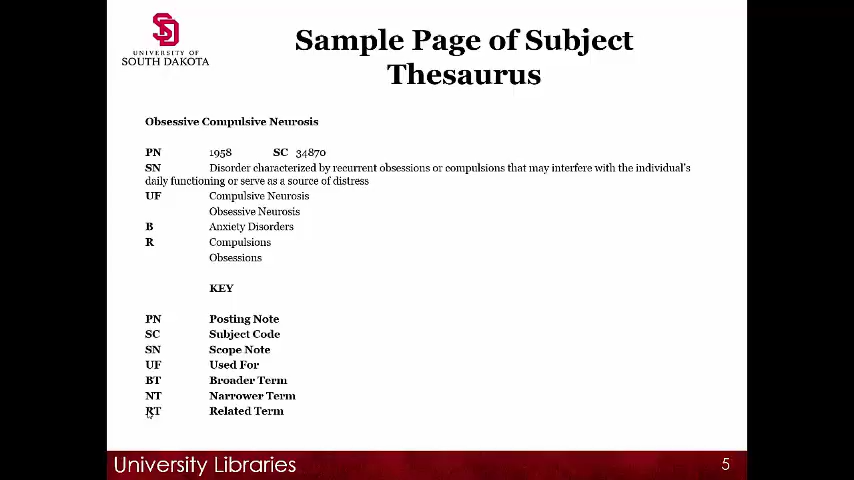 UNIVERSITY OF
SOUTH DAKOTA
Sample Page of Subject
Thesaurus
Obsessive Compulsive Neurosis
PN 1958 SC 34870
SN Disorder characterized by recurrent obsessions or compulsions that may interfere with the individual's
daily functioning or serve as a source of distress
UF Compulsive Neurosis
Obsessive Neurosis
B Anxiety Disorders
R Compulsions
Obsessions
KEY
PN Posting Note
SC Subject Code
SN Scope Note
UF Used For
BT Broader Term
NT Narrower Term
RT Related Term
University Libraries 5